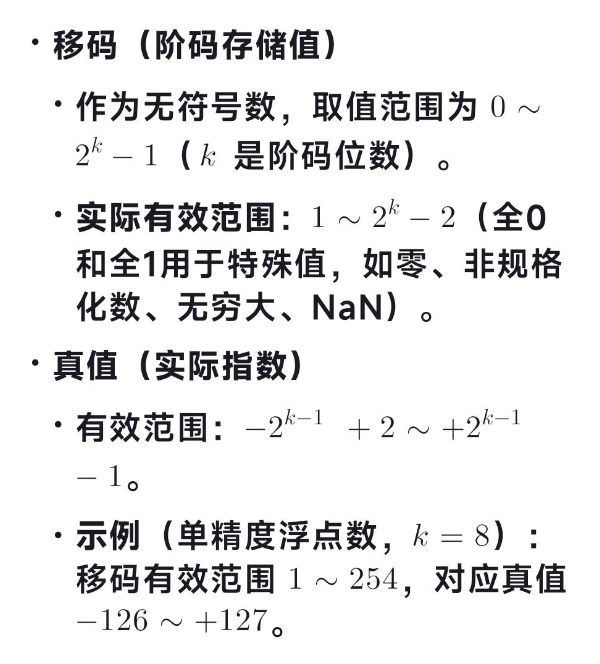 · 移码（阶码存储值）
· 作为无符号数，取值范围为 0 ∼
2^k − 1（k 是阶码位数）。
· 实际有效范围：1 ∼ 2^k − 2（全0
和全1用于特殊值，如零、非规格
化数、无穷大、NaN）。
· 真值（实际指数）
· 有效范围：−2^{k−1} + 2 ∼ +2^{k−1}
− 1。
· 示例（单精度浮点数，k = 8）：
移码有效范围 1 ∼ 254，对应真值
−126 ∼ +127。